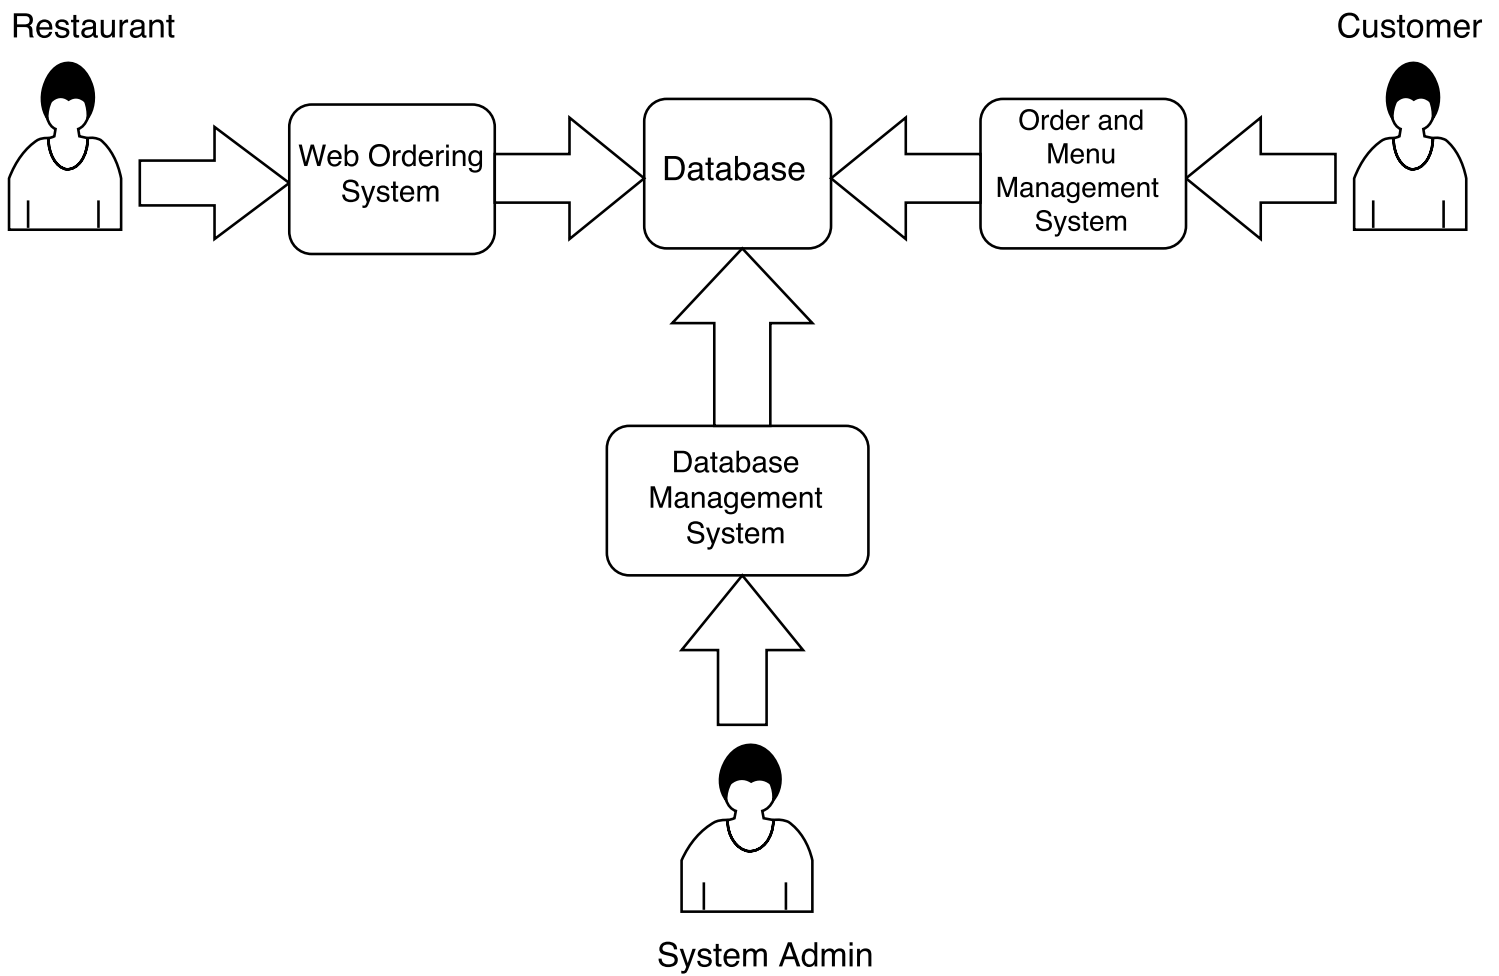 Restaurant
Customer
Web Ordering
System
Database
Order and
Menu
Management
System
Database
Management
System
System Admin